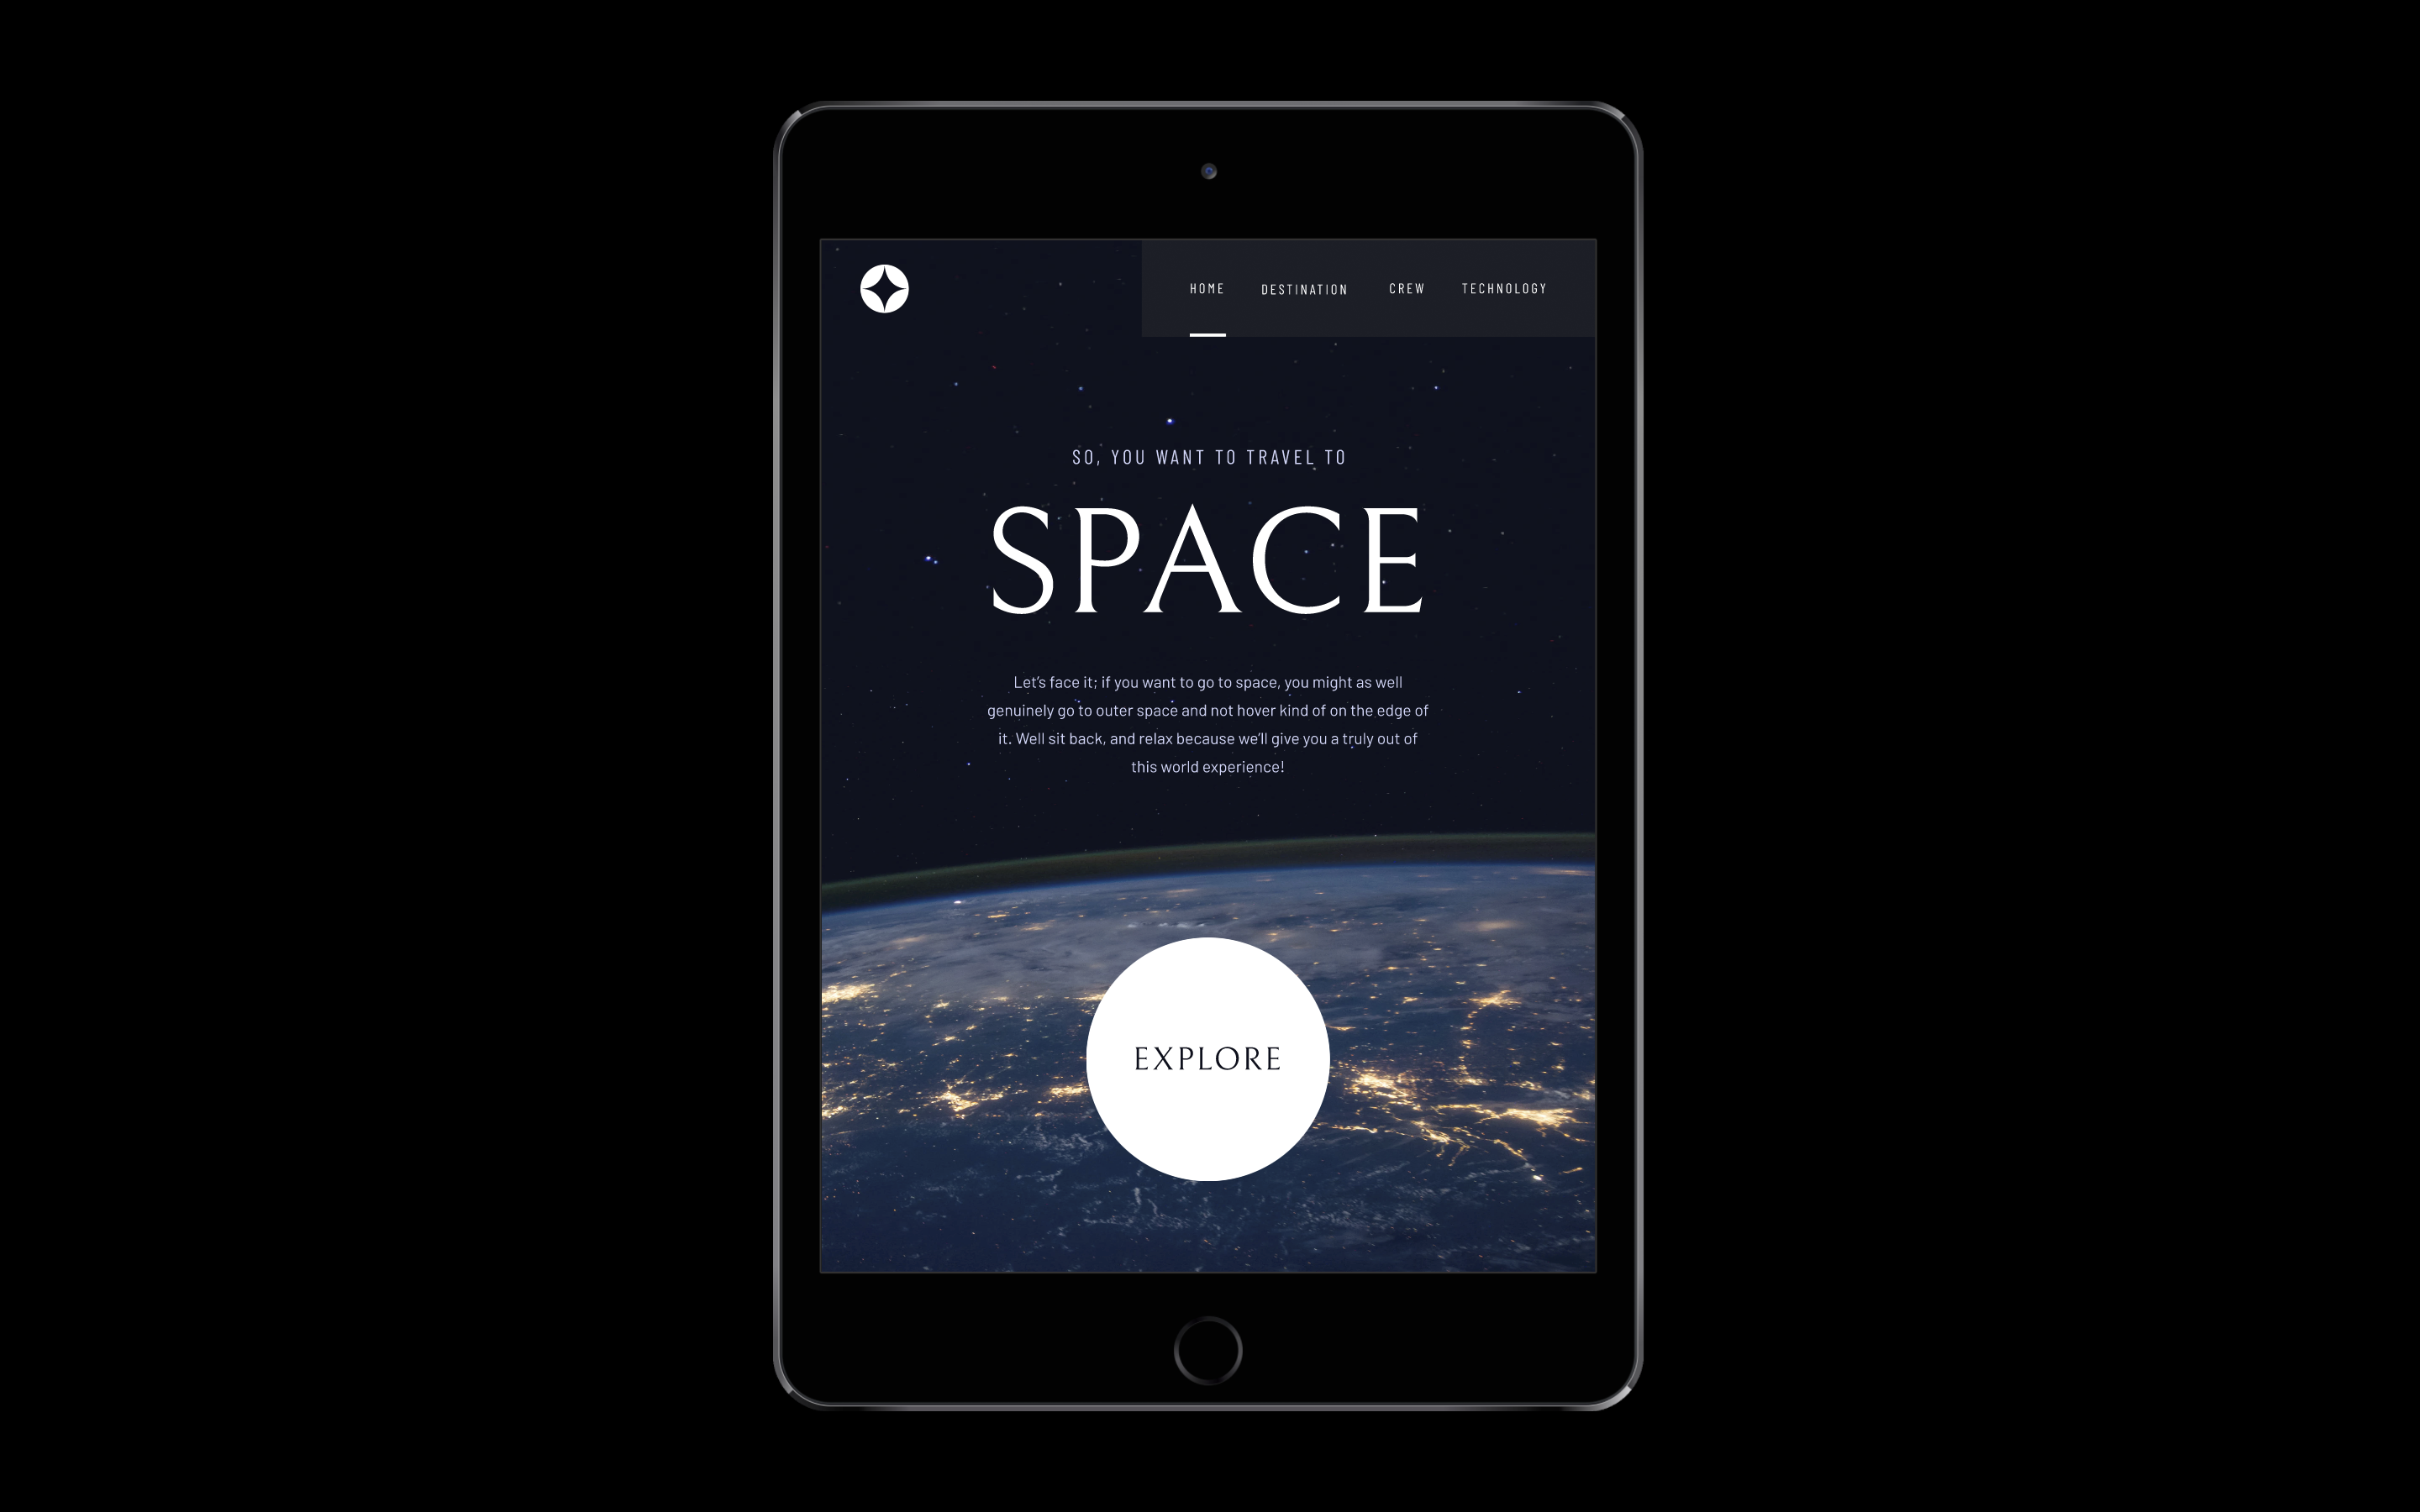 HOME DESTINATION CREW TECHNOLOGY
SO, YOU WANT TO TRAVEL TO
SPACE
Let’s face it; if you want to go to space, you might as well
genuinely go to outer space and not hover kind of on the edge of
it. Well sit back, and relax because we’ll give you a truly out of
this world experience!
EXPLORE